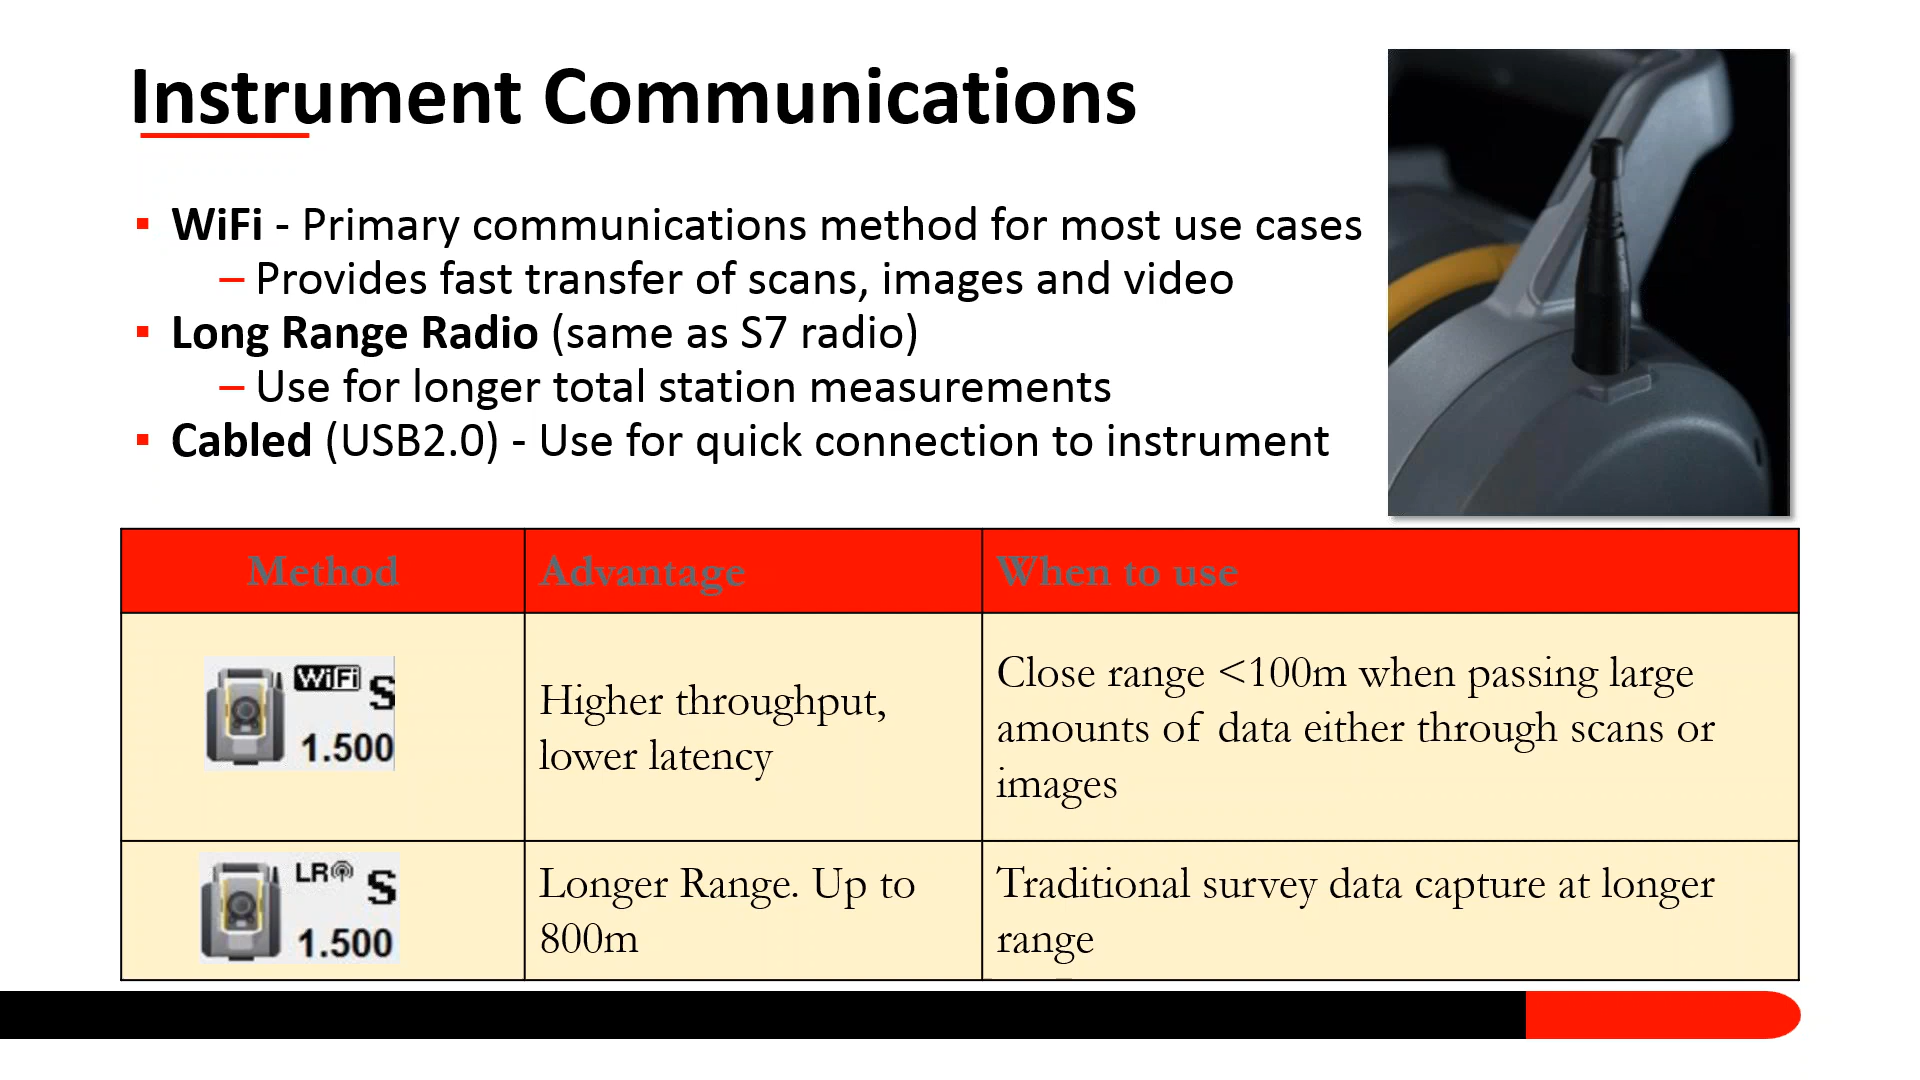 Instrument Communications
▪ WiFi - Primary communications method for most use cases
– Provides fast transfer of scans, images and video
▪ Long Range Radio (same as S7 radio)
– Use for longer total station measurements
▪ Cabled (USB2.0) - Use for quick connection to instrument
Method Advantage When to use
WiFi S
1.500
Higher throughput,
lower latency
Close range <100m when passing large
amounts of data either through scans or
images
LR S
1.500
Longer Range. Up to
800m
Traditional survey data capture at longer
range